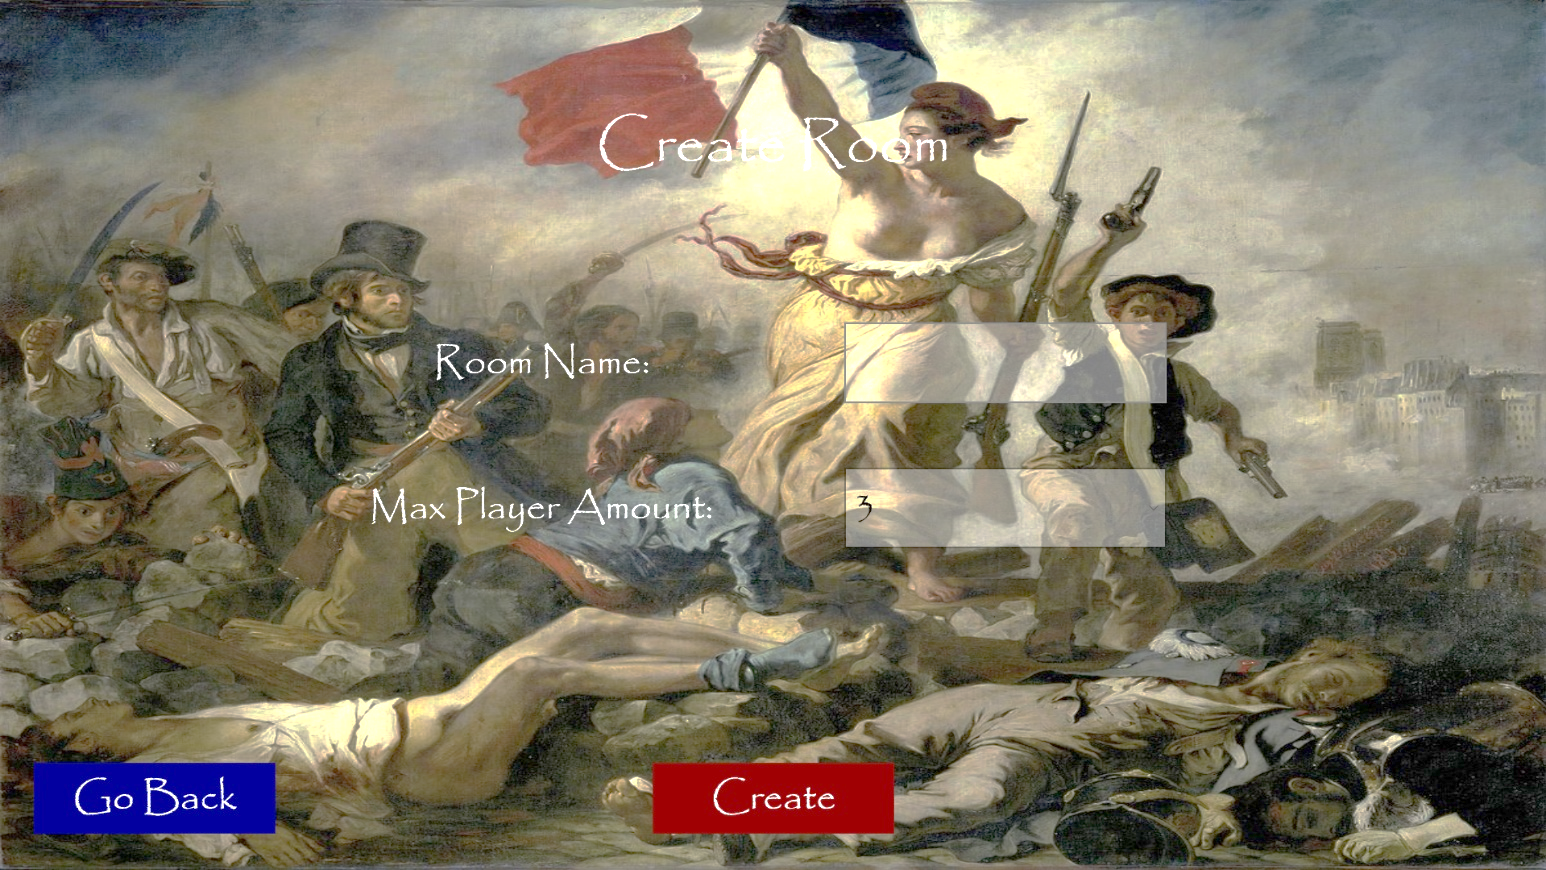 Create Room
Room Name:
Max Player Amount:
3
Go Back
Create